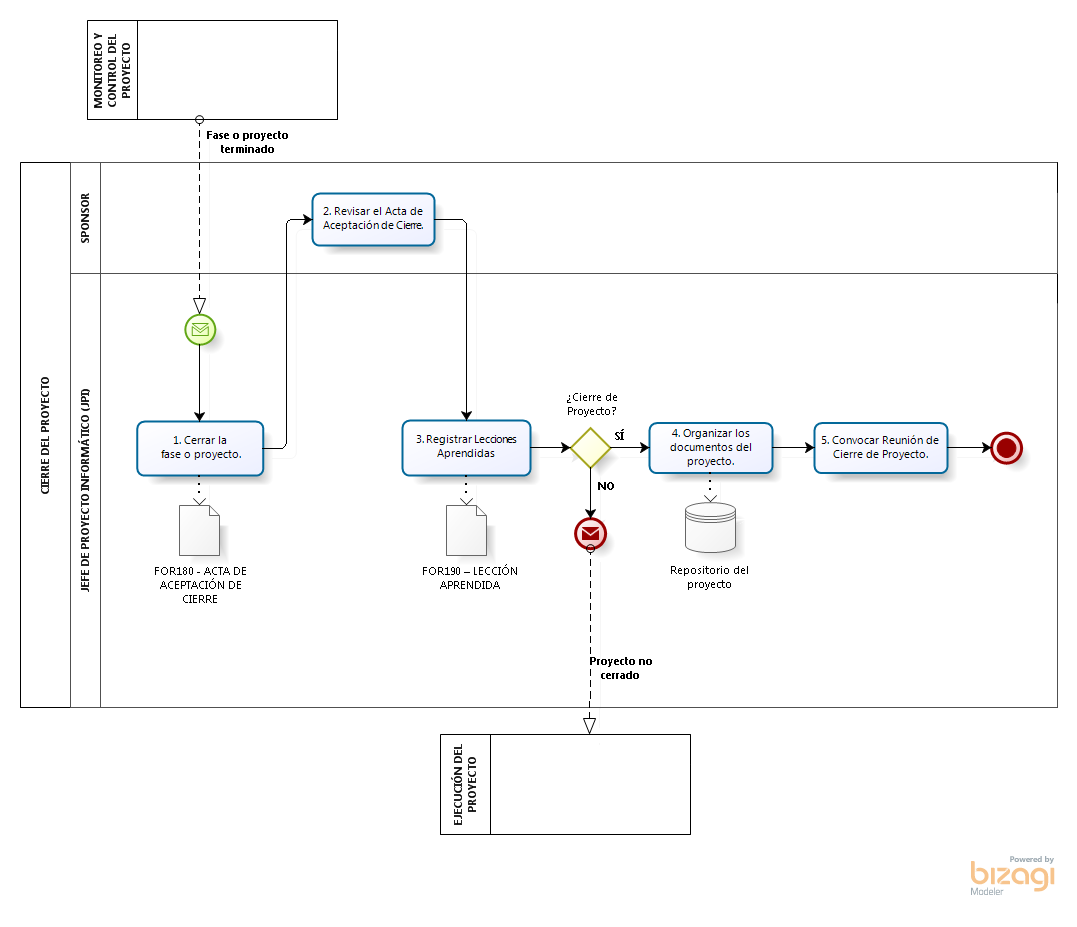 MONITOREO Y
CONTROL DEL
PROYECTO
Fase o proyecto
terminado
CIERRE DEL PROYECTO
SPONSOR
2. Revisar el Acta de
Aceptación de Cierre.
JEFE DE PROYECTO INFORMÁTICO (JPI)
1. Cerrar la
fase o proyecto.
FOR180 - ACTA DE
ACEPTACIÓN DE
CIERRE
3. Registrar Lecciones
Aprendidas
FOR190 – LECCIÓN
APRENDIDA
¿Cierre de
Proyecto?
SÍ
NO
4. Organizar los
documentos del
proyecto.
Repositorio del
proyecto
5. Convocar Reunión de
Cierre de Proyecto.
Proyecto no
cerrado
EJECUCIÓN DEL
PROYECTO
Powered by
bizagi
Modeler